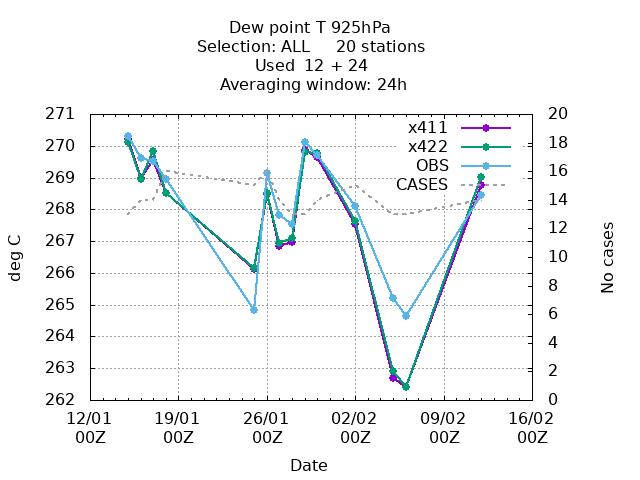 Dew point T 925hPa
Selection: ALL     20 stations
Used  12 + 24
Averaging window: 24h
271
270
269
268
267
266
265
264
263
262
deg C
20
18
16
14
12
10
8
6
4
2
0
No cases
x411
x422
OBS
CASES
12/01 19/01 26/01 02/02 09/02 16/02
00Z 00Z 00Z 00Z 00Z 00Z
Date